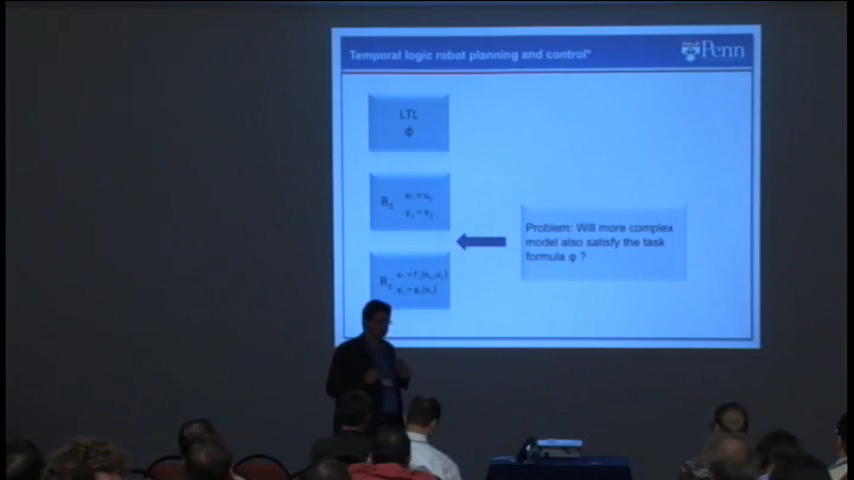 Temporal logic robot planning and control*
Penn
LTL
φ
R₂
R₁
Problem: Will more complex
model also satisfy the task
formula φ ?